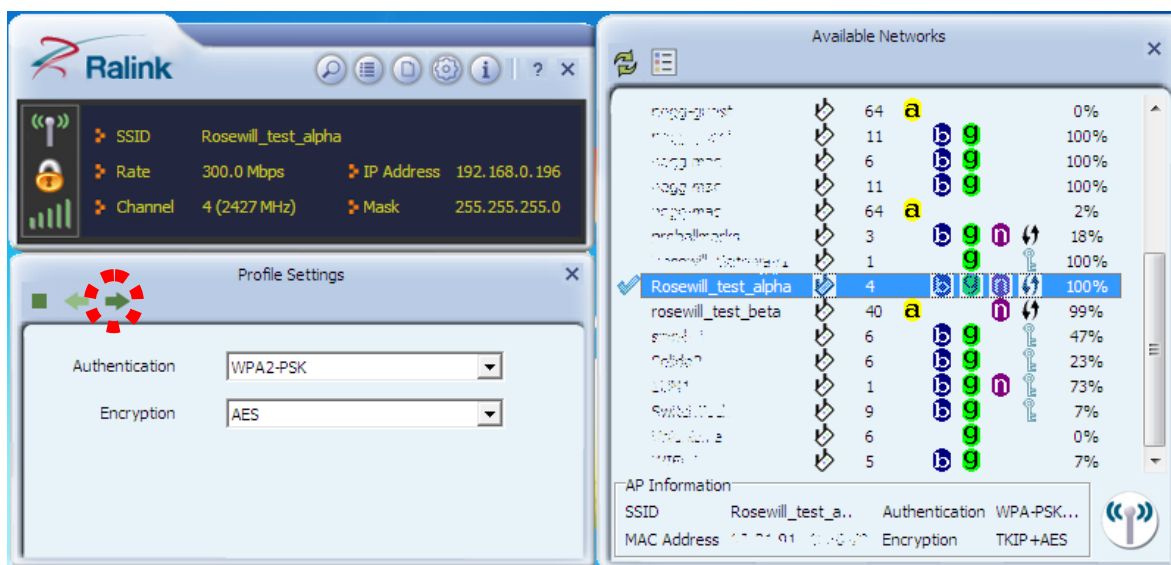 Ralink
? ×
SSID Rosewill_test_alpha
Rate 300.0 Mbps IP Address 192.168.0.196
Channel 4 (2427 MHz) Mask 255.255.255.0
Profile Settings ×
Authentication WPA2-PSK
Encryption AES
Available Networks ×
64 a 0%
11 b g 100%
6 b g 100%
11 b g 100%
64 a 2%
3 b g n 18%
1 g 100%
Rosewill_test_alpha 4 b g n 100%
rosewill_test_beta 40 a n 99%
6 b g 47%
6 b g 23%
1 b g n 73%
9 b g 7%
6 g 0%
5 b g 7%
AP Information
SSID Rosewill_test_a.. Authentication WPA-PSK...
MAC Address Encryption TKIP+AES